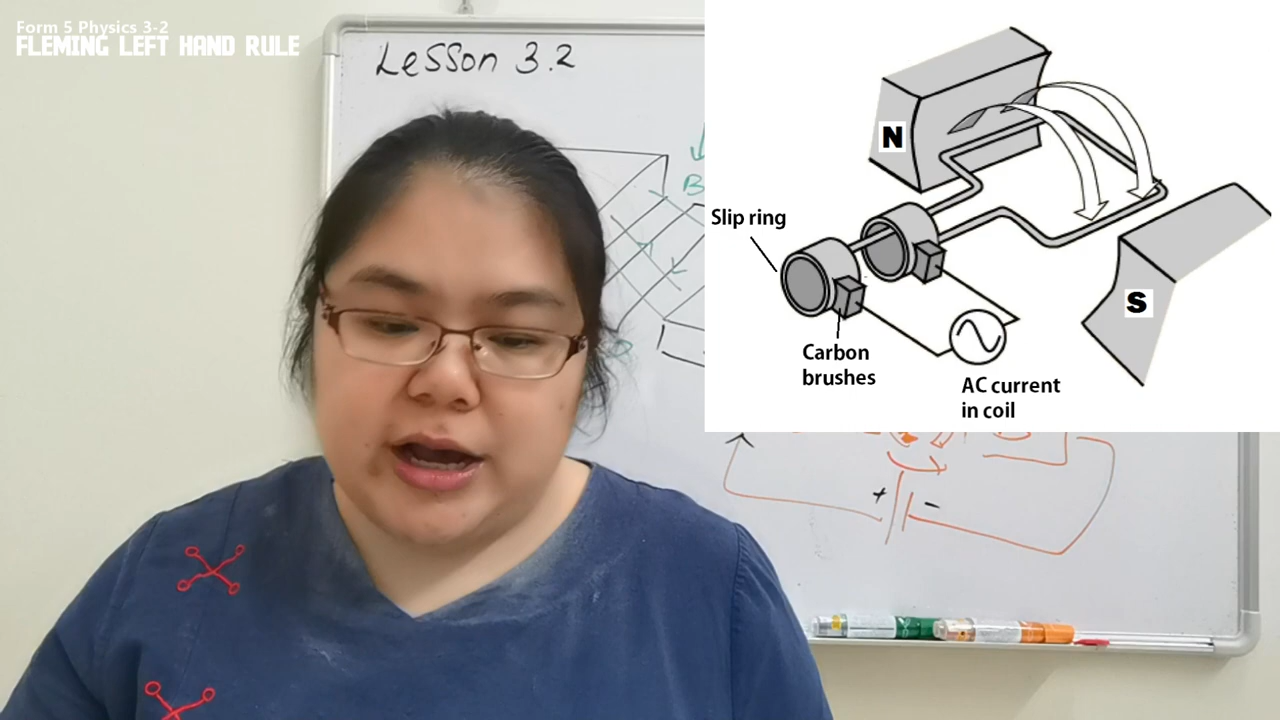 Form 5 Physics 3-2
FLEMING LEFT HAND RULE
Lesson 3.2
B
N
Slip ring
S
Carbon
brushes
AC current
in coil
+ -